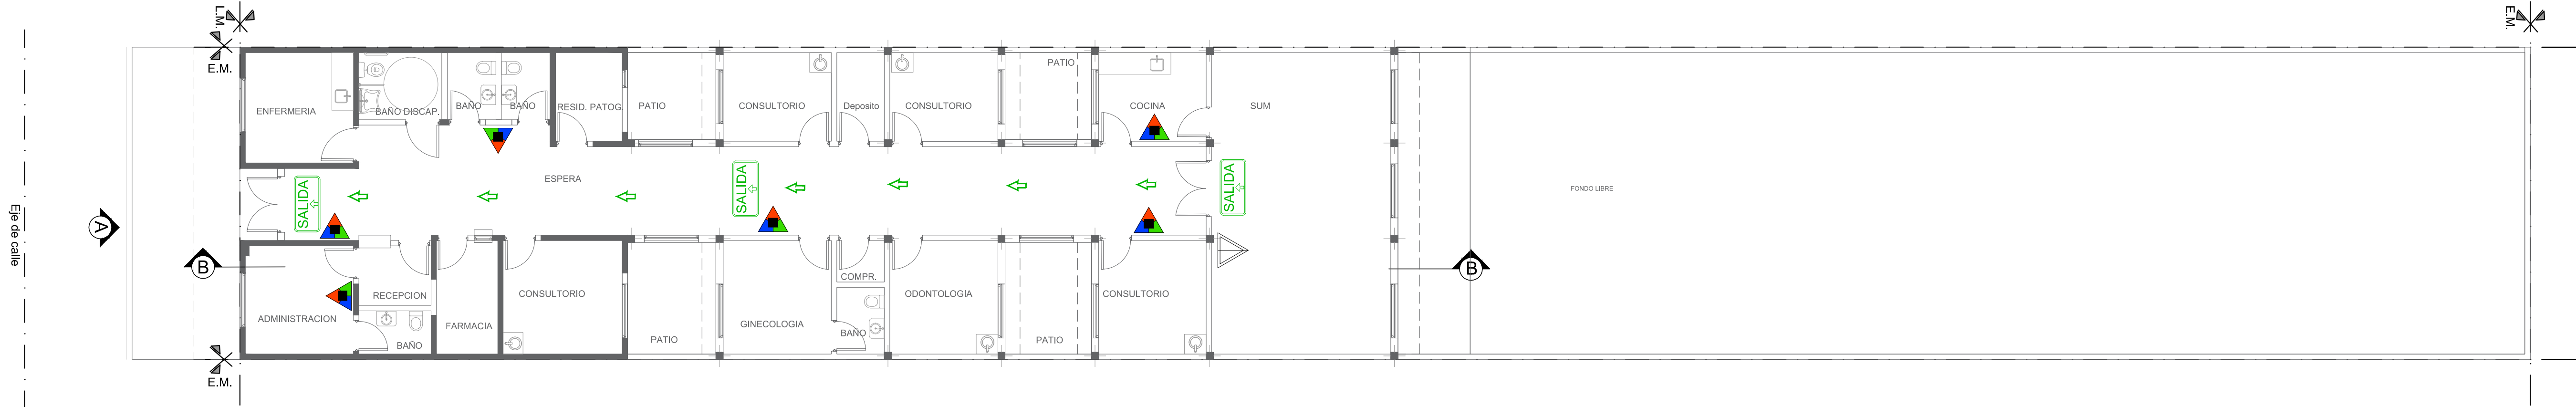 L.M.
E.M.
E.M.
ENFERMERIA
BAÑO DISCAP.
BAÑO
BAÑO
RESID. PATOG.
PATIO
CONSULTORIO
Deposito
CONSULTORIO
PATIO
COCINA
SUM
ESPERA
SALIDA
SALIDA
SALIDA
FONDO LIBRE
Eje de calle
A
B
B
ADMINISTRACION
RECEPCION
BAÑO
FARMACIA
CONSULTORIO
PATIO
GINECOLOGIA
COMPR.
BAÑO
ODONTOLOGIA
PATIO
CONSULTORIO
E.M.